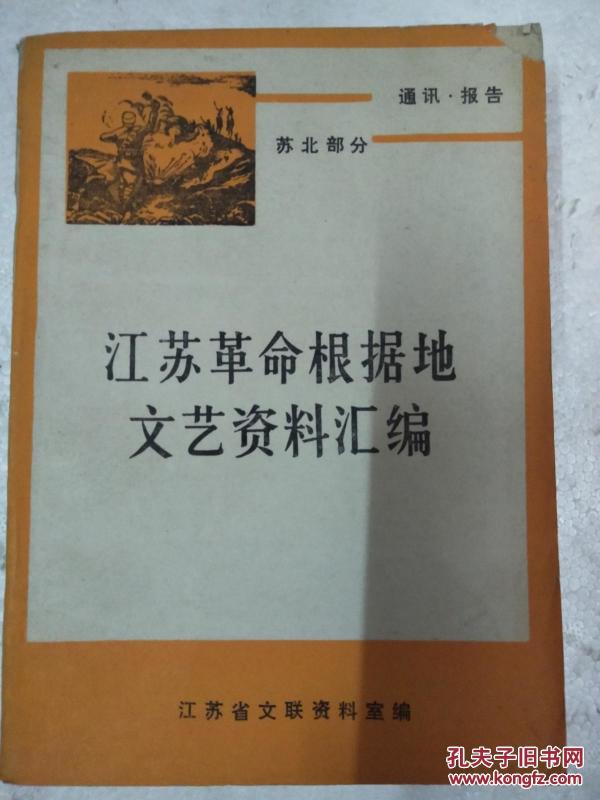 通讯·报告
苏北部分
江苏革命根据地
文艺资料汇编
江苏省文联资料室编
孔夫子旧书网
www.kongfz.com